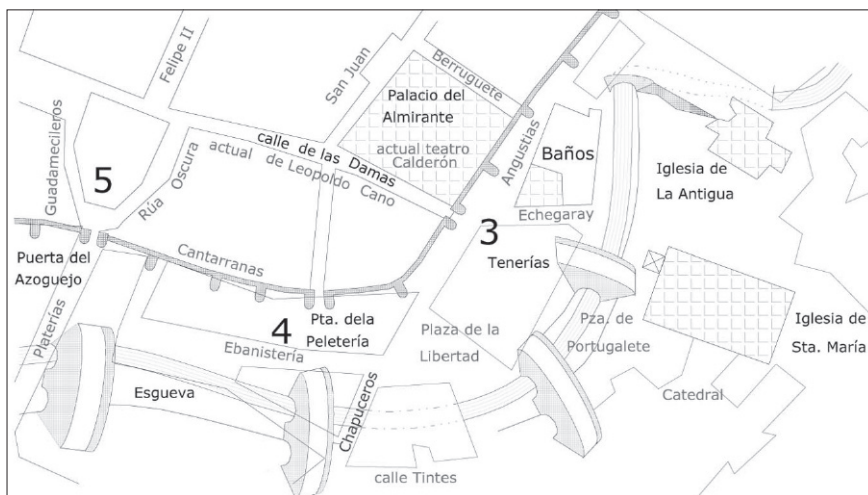 Felipe II
San Juan
Berruguete
Palacio del
Almirante
actual teatro
Calderón
Angustias
Baños
Iglesia de
La Antigua
Guadamecileros
5
Rúa Oscura
calle de las Damas
actual de Leopoldo Cano
Echegaray
3
Tenerías
Puerta del
Azoguejo
Cantarranas
Platerías
4
Pta. dela
Peletería
Ebanistería
Plaza de la
Libertad
Pza. de
Portugalete
Iglesia de
Sta. María
Esgueva
Chapuceros
Catedral
calle Tintes